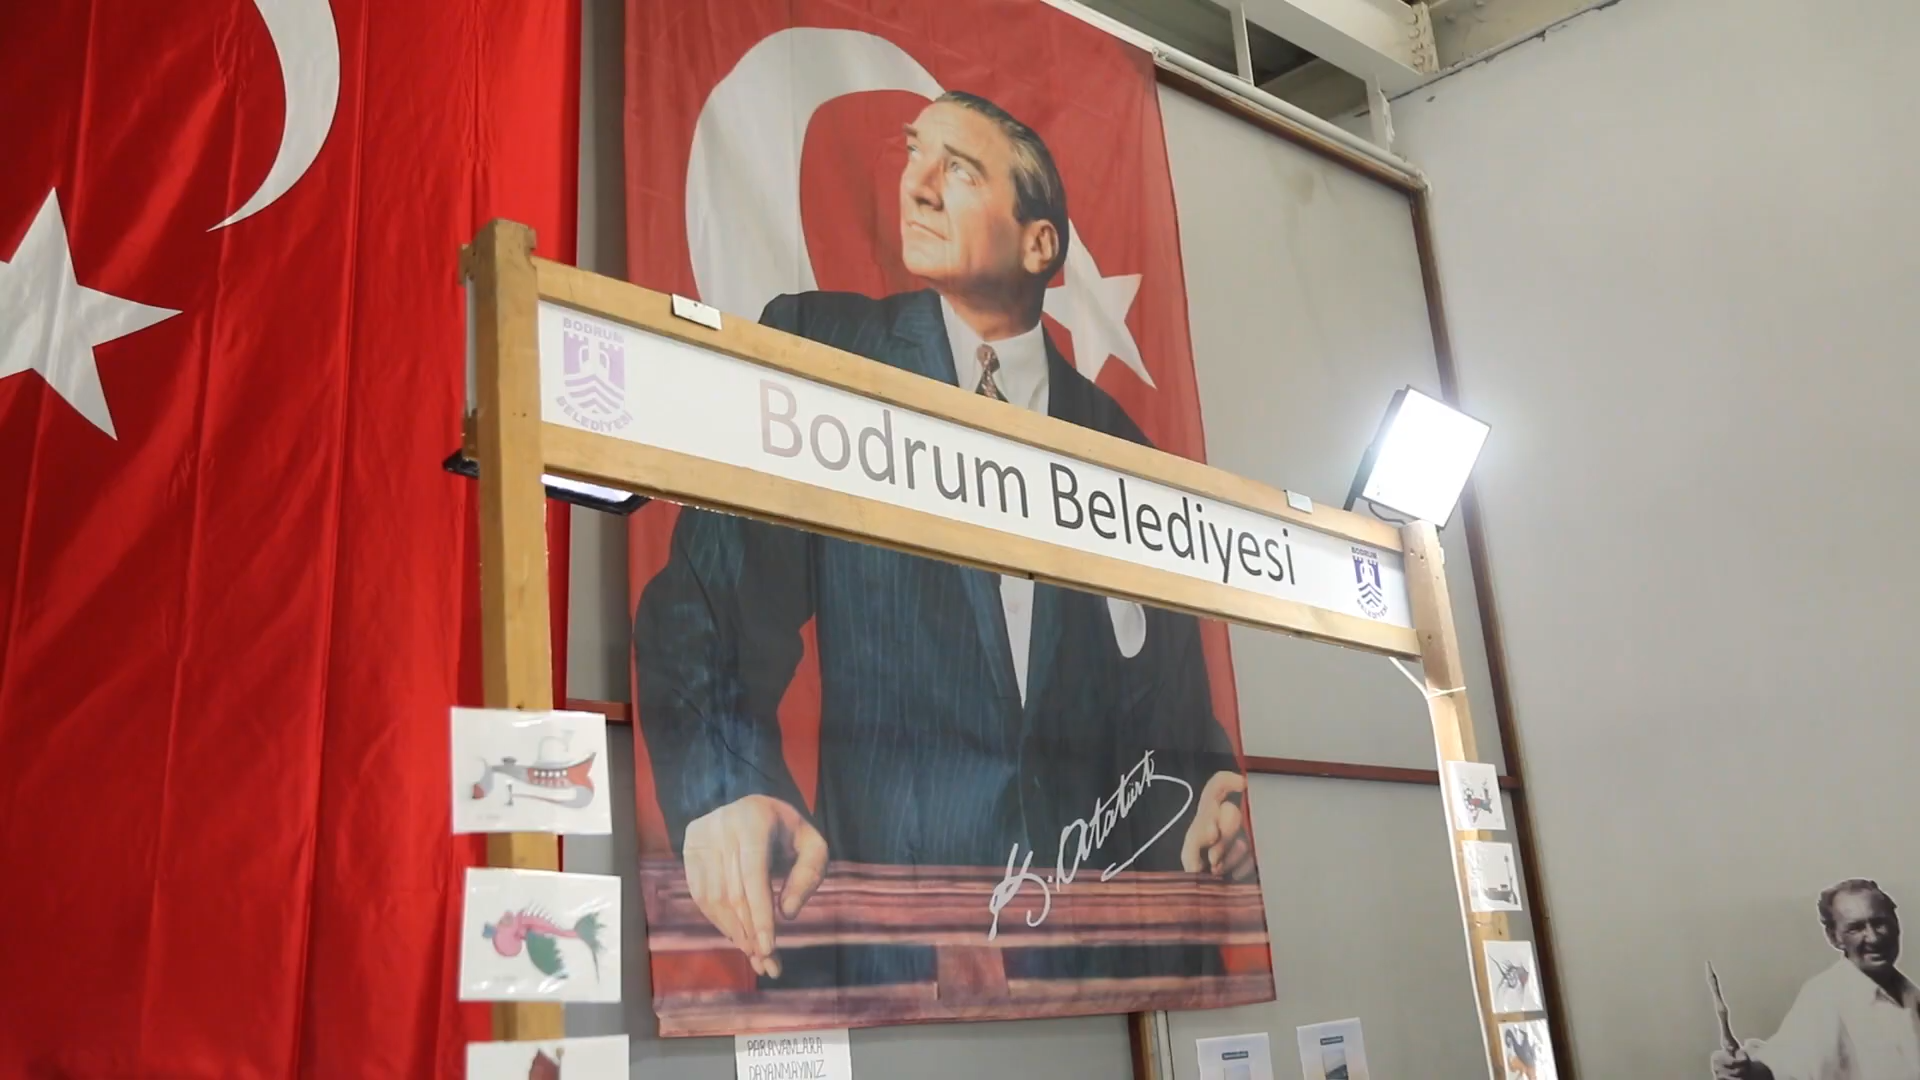 BODRUM
BELEDİYESİ
Bodrum Belediyesi
BODRUM
BELEDİYESİ
K. Atatürk
PARAVANLARA
DAYANMAYINIZ